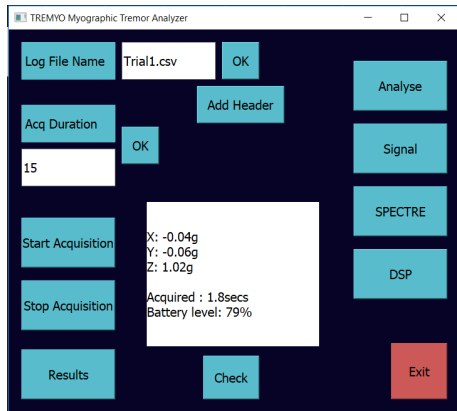 TREMYO Myographic Tremor Analyzer
Log File Name
Trial1.csv
OK
Add Header
Analyse
Acq Duration
OK
15
Signal
SPECTRE
Start Acquisition
X: -0.04g
Y: -0.06g
Z: 1.02g
Acquired : 1.8secs
Battery level: 79%
DSP
Stop Acquisition
Results
Check
Exit